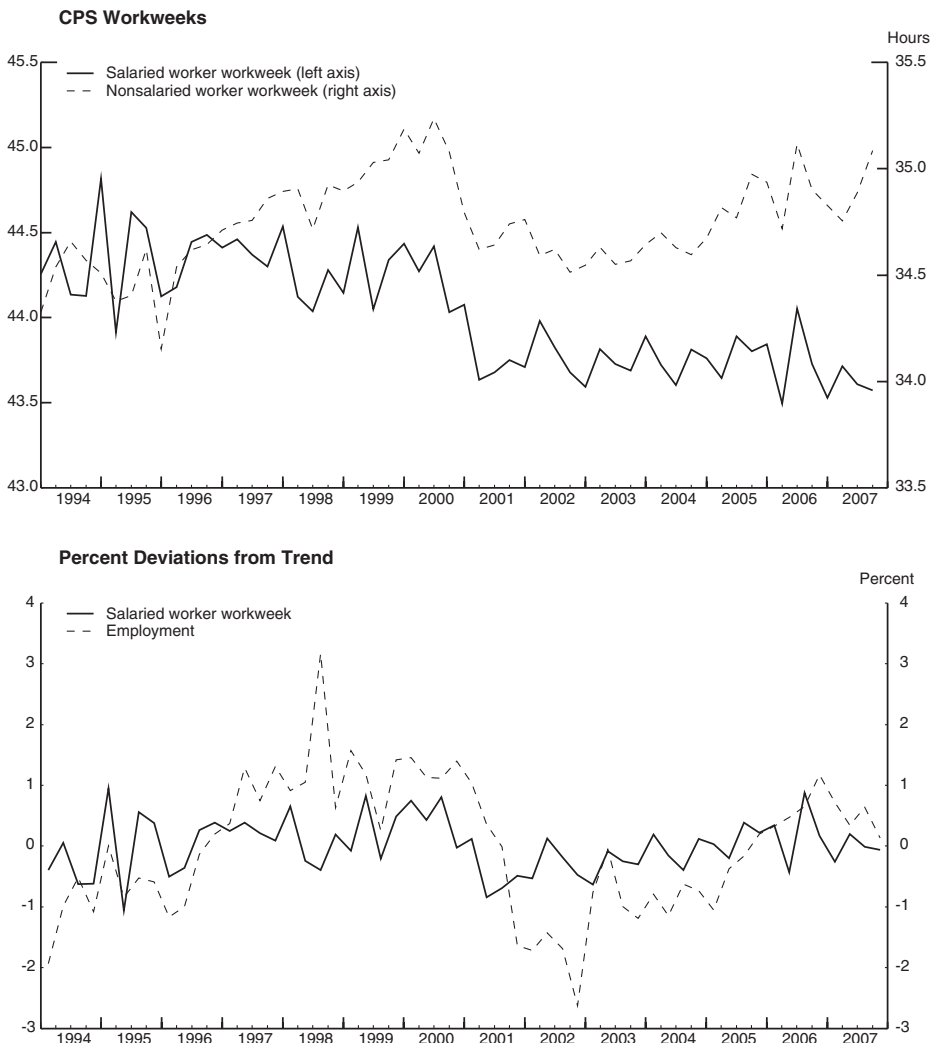 CPS Workweeks
Hours
45.5 35.5
Salaried worker workweek (left axis)
Nonsalaried worker workweek (right axis)
45.0
35.0
44.5
34.5
44.0
34.0
43.5
43.0 33.5
1994 1995 1996 1997 1998 1999 2000 2001 2002 2003 2004 2005 2006 2007
Percent Deviations from Trend
Percent
4 4
Salaried worker workweek
Employment
3 3
2 2
1 1
0 0
-1 -1
-2 -2
-3 -3
1994 1995 1996 1997 1998 1999 2000 2001 2002 2003 2004 2005 2006 2007